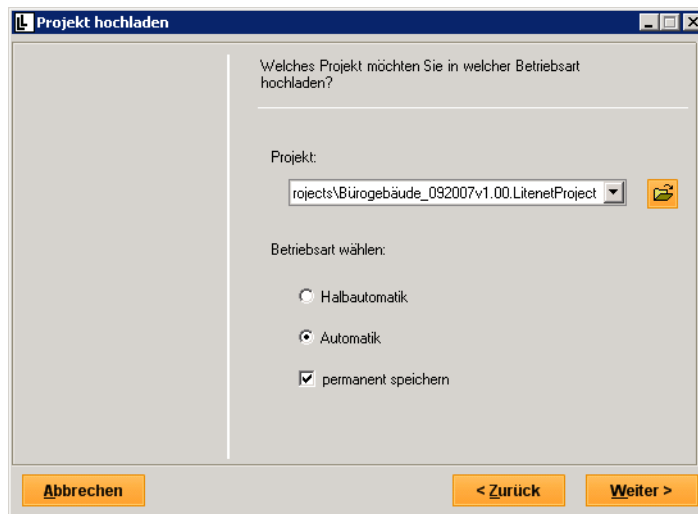 Projekt hochladen
Welches Projekt möchten Sie in welcher Betriebsart
hochladen?
Projekt:
rojects\Bürogebäude_092007v1.00.LitenetProject
Betriebsart wählen:
Halbautomatik
Automatik
permanent speichern
Abbrechen
< Zurück
Weiter >